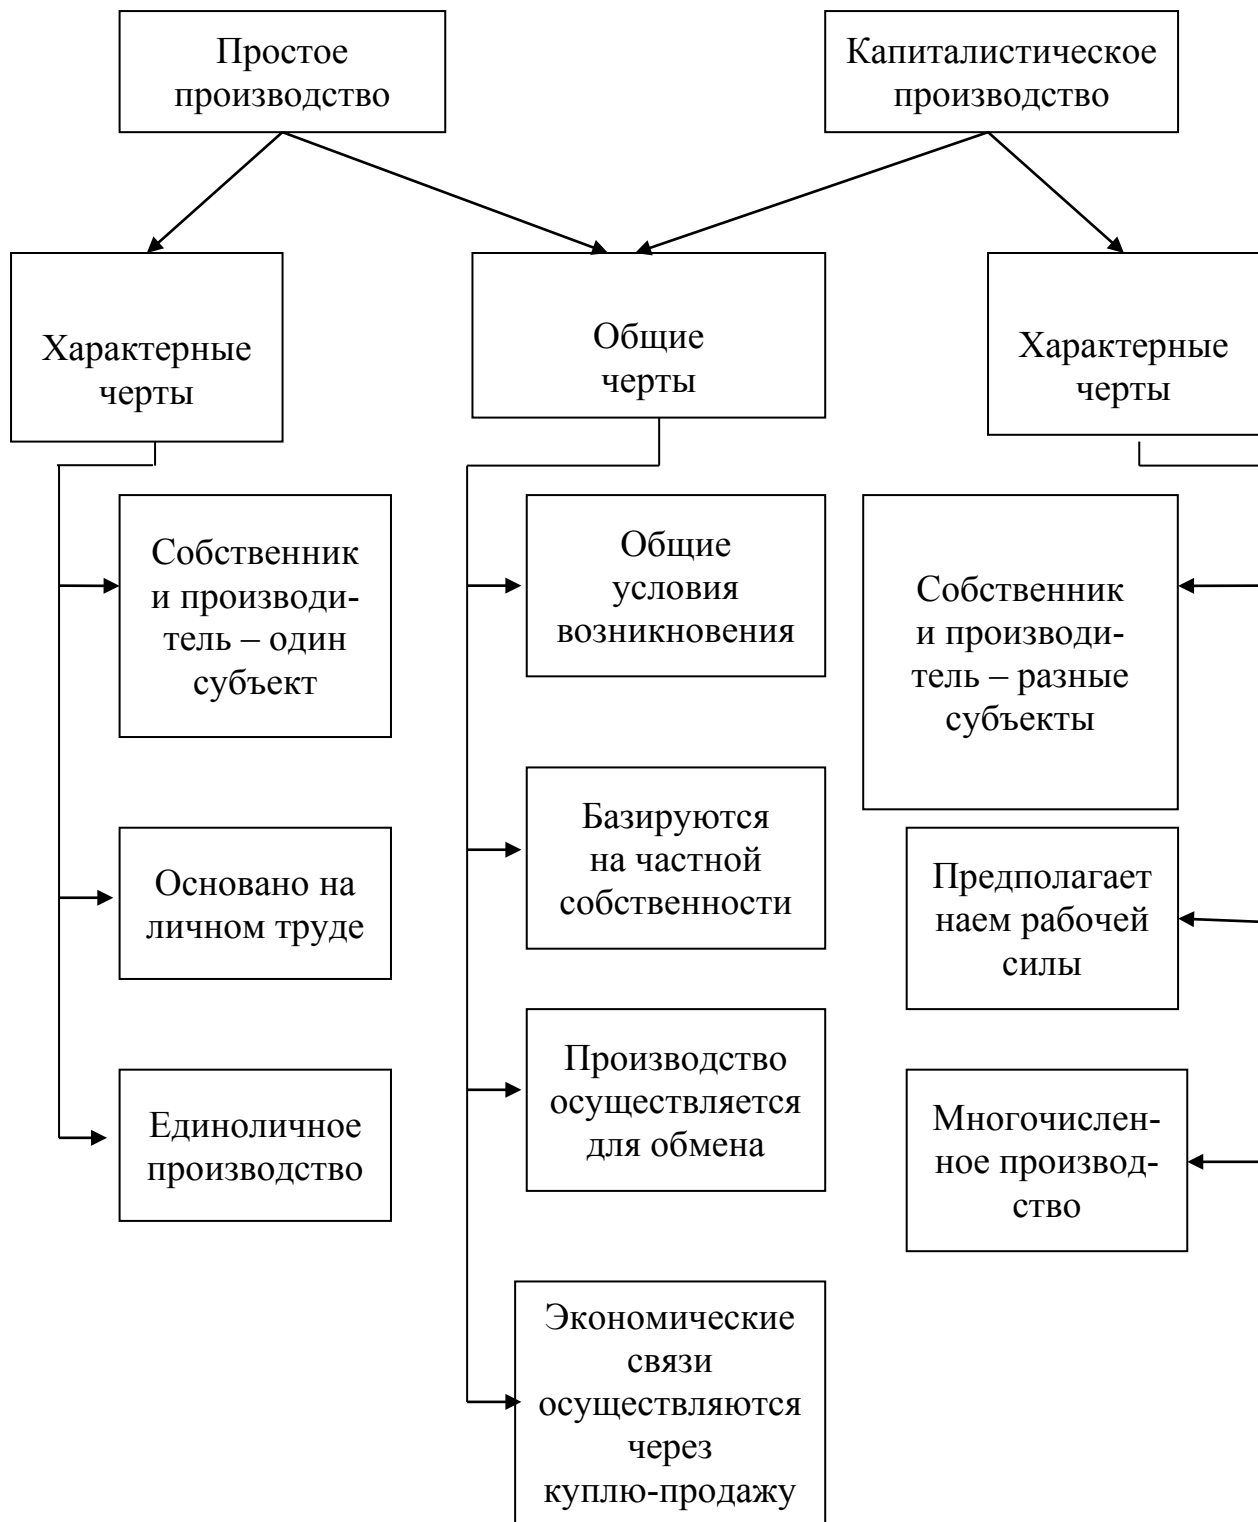 Простое
производство
Капиталистическое
производство
Характерные
черты
Общие
черты
Характерные
черты
Собственник
и производи-
тель – один
субъект
Основано на
личном труде
Единоличное
производство
Общие
условия
возникновения
Базируются
на частной
собственности
Производство
осуществляется
для обмена
Экономические
связи
осуществляются
через
куплю-продажу
Собственник
и производи-
тель – разные
субъекты
Предполагает
наем рабочей
силы
Многочислен-
ное производ-
ство